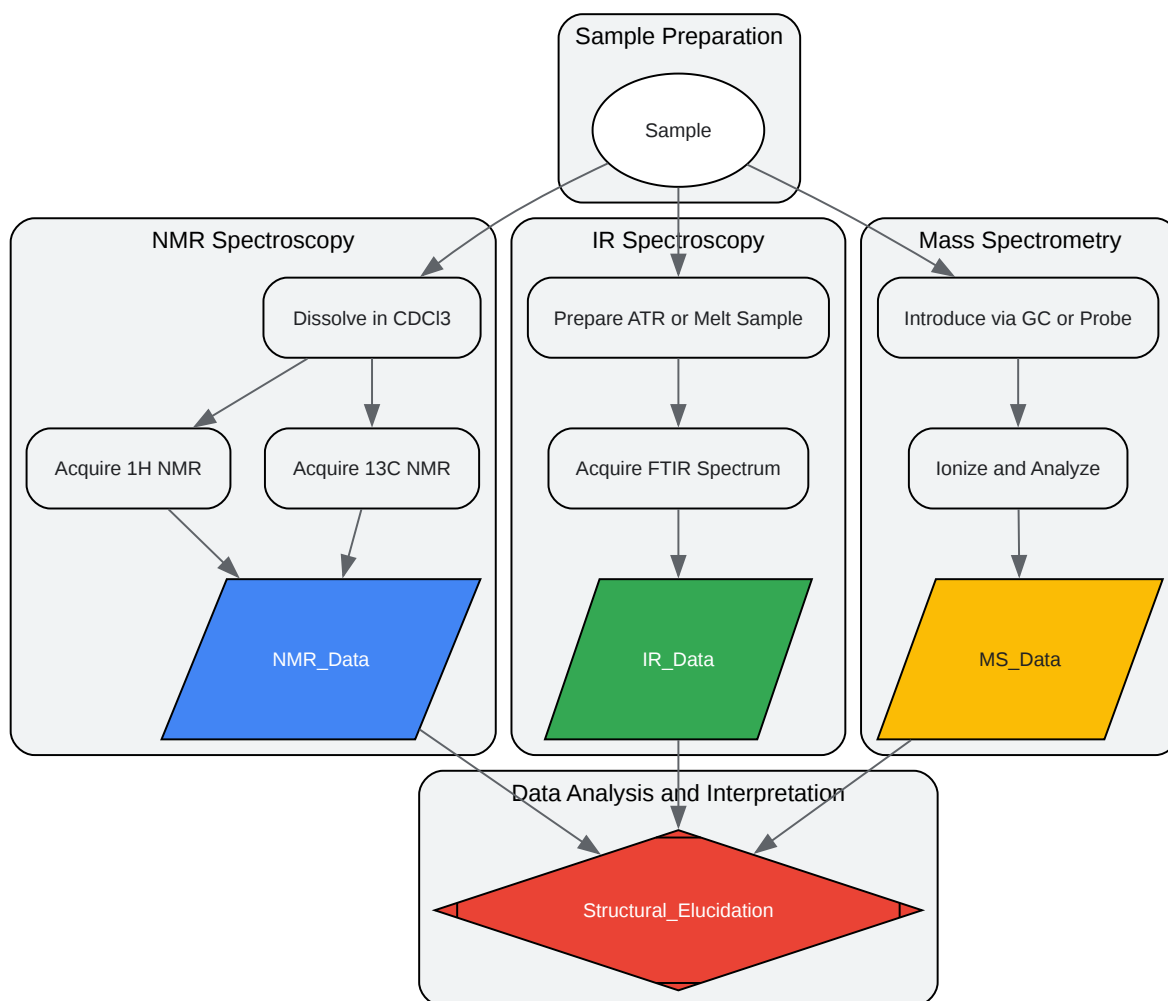 Sample Preparation
Sample
NMR Spectroscopy
IR Spectroscopy
Mass Spectrometry
Dissolve in CDCl3
Prepare ATR or Melt Sample
Introduce via GC or Probe
Acquire 1H NMR
Acquire 13C NMR
Acquire FTIR Spectrum
Ionize and Analyze
NMR_Data
IR_Data
MS_Data
Data Analysis and Interpretation
Structural_Elucidation